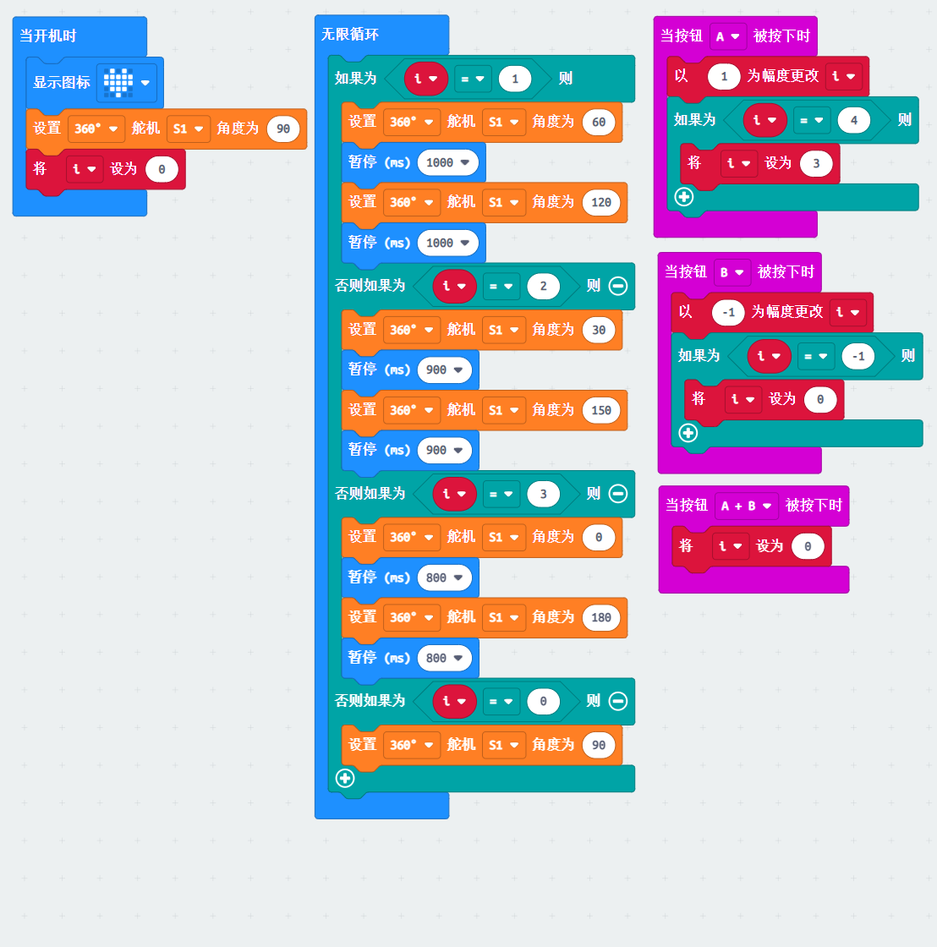 当开机时
显示图标
设置 360° 舵机 S1 角度为 90
将 i 设为 0
无限循环
如果为 i = 1 则
设置 360° 舵机 S1 角度为 60
暂停 (ms) 1000
设置 360° 舵机 S1 角度为 120
暂停 (ms) 1000
否则如果为 i = 2 则
设置 360° 舵机 S1 角度为 30
暂停 (ms) 900
设置 360° 舵机 S1 角度为 150
暂停 (ms) 900
否则如果为 i = 3 则
设置 360° 舵机 S1 角度为 0
暂停 (ms) 800
设置 360° 舵机 S1 角度为 180
暂停 (ms) 800
否则如果为 i = 0 则
设置 360° 舵机 S1 角度为 90
当按钮 A 被按下时
以 1 为幅度更改 i
如果为 i = 4 则
将 i 设为 3
当按钮 B 被按下时
以 -1 为幅度更改 i
如果为 i = -1 则
将 i 设为 0
当按钮 A + B 被按下时
将 i 设为 0